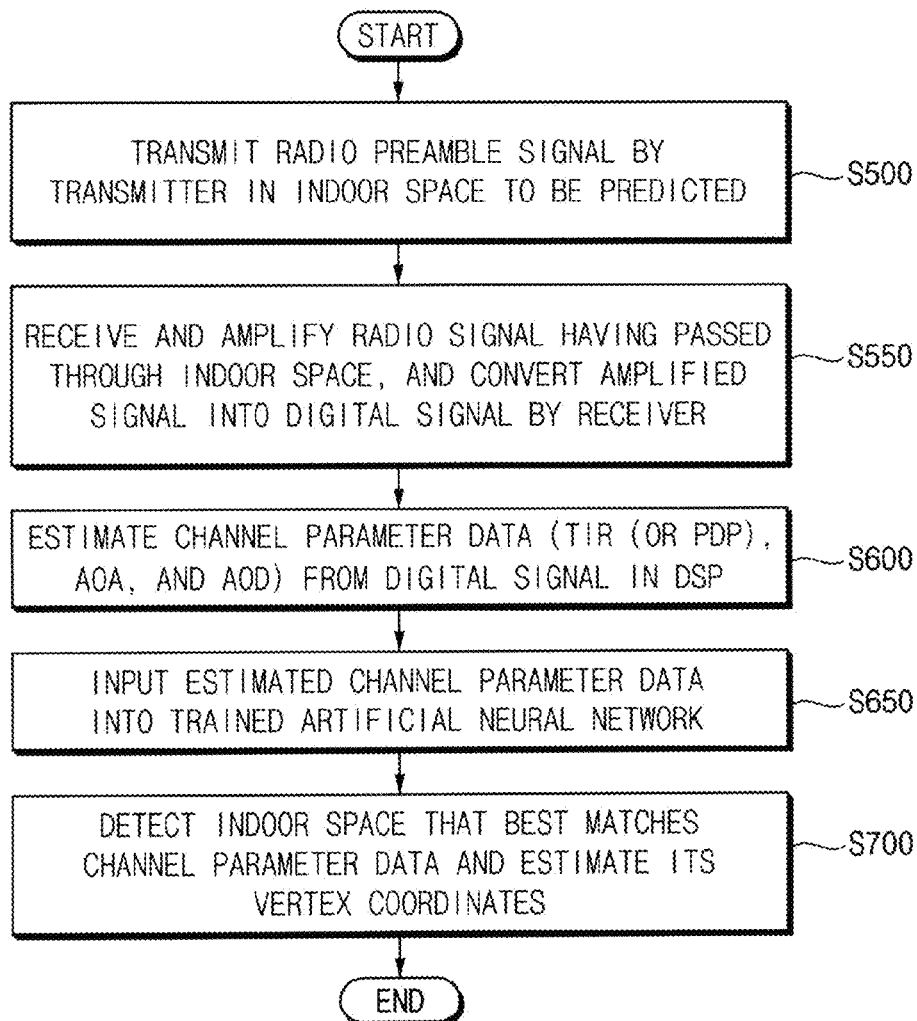 START
TRANSMIT RADIO PREAMBLE SIGNAL BY
TRANSMITTER IN INDOOR SPACE TO BE PREDICTED
S500
RECEIVE AND AMPLIFY RADIO SIGNAL HAVING PASSED
THROUGH INDOOR SPACE, AND CONVERT AMPLIFIED
SIGNAL INTO DIGITAL SIGNAL BY RECEIVER
S550
ESTIMATE CHANNEL PARAMETER DATA (TIR (OR PDP),
AOA, AND AOD) FROM DIGITAL SIGNAL IN DSP
S600
INPUT ESTIMATED CHANNEL PARAMETER DATA
INTO TRAINED ARTIFICIAL NEURAL NETWORK
S650
DETECT INDOOR SPACE THAT BEST MATCHES
CHANNEL PARAMETER DATA AND ESTIMATE ITS
VERTEX COORDINATES
S700
END